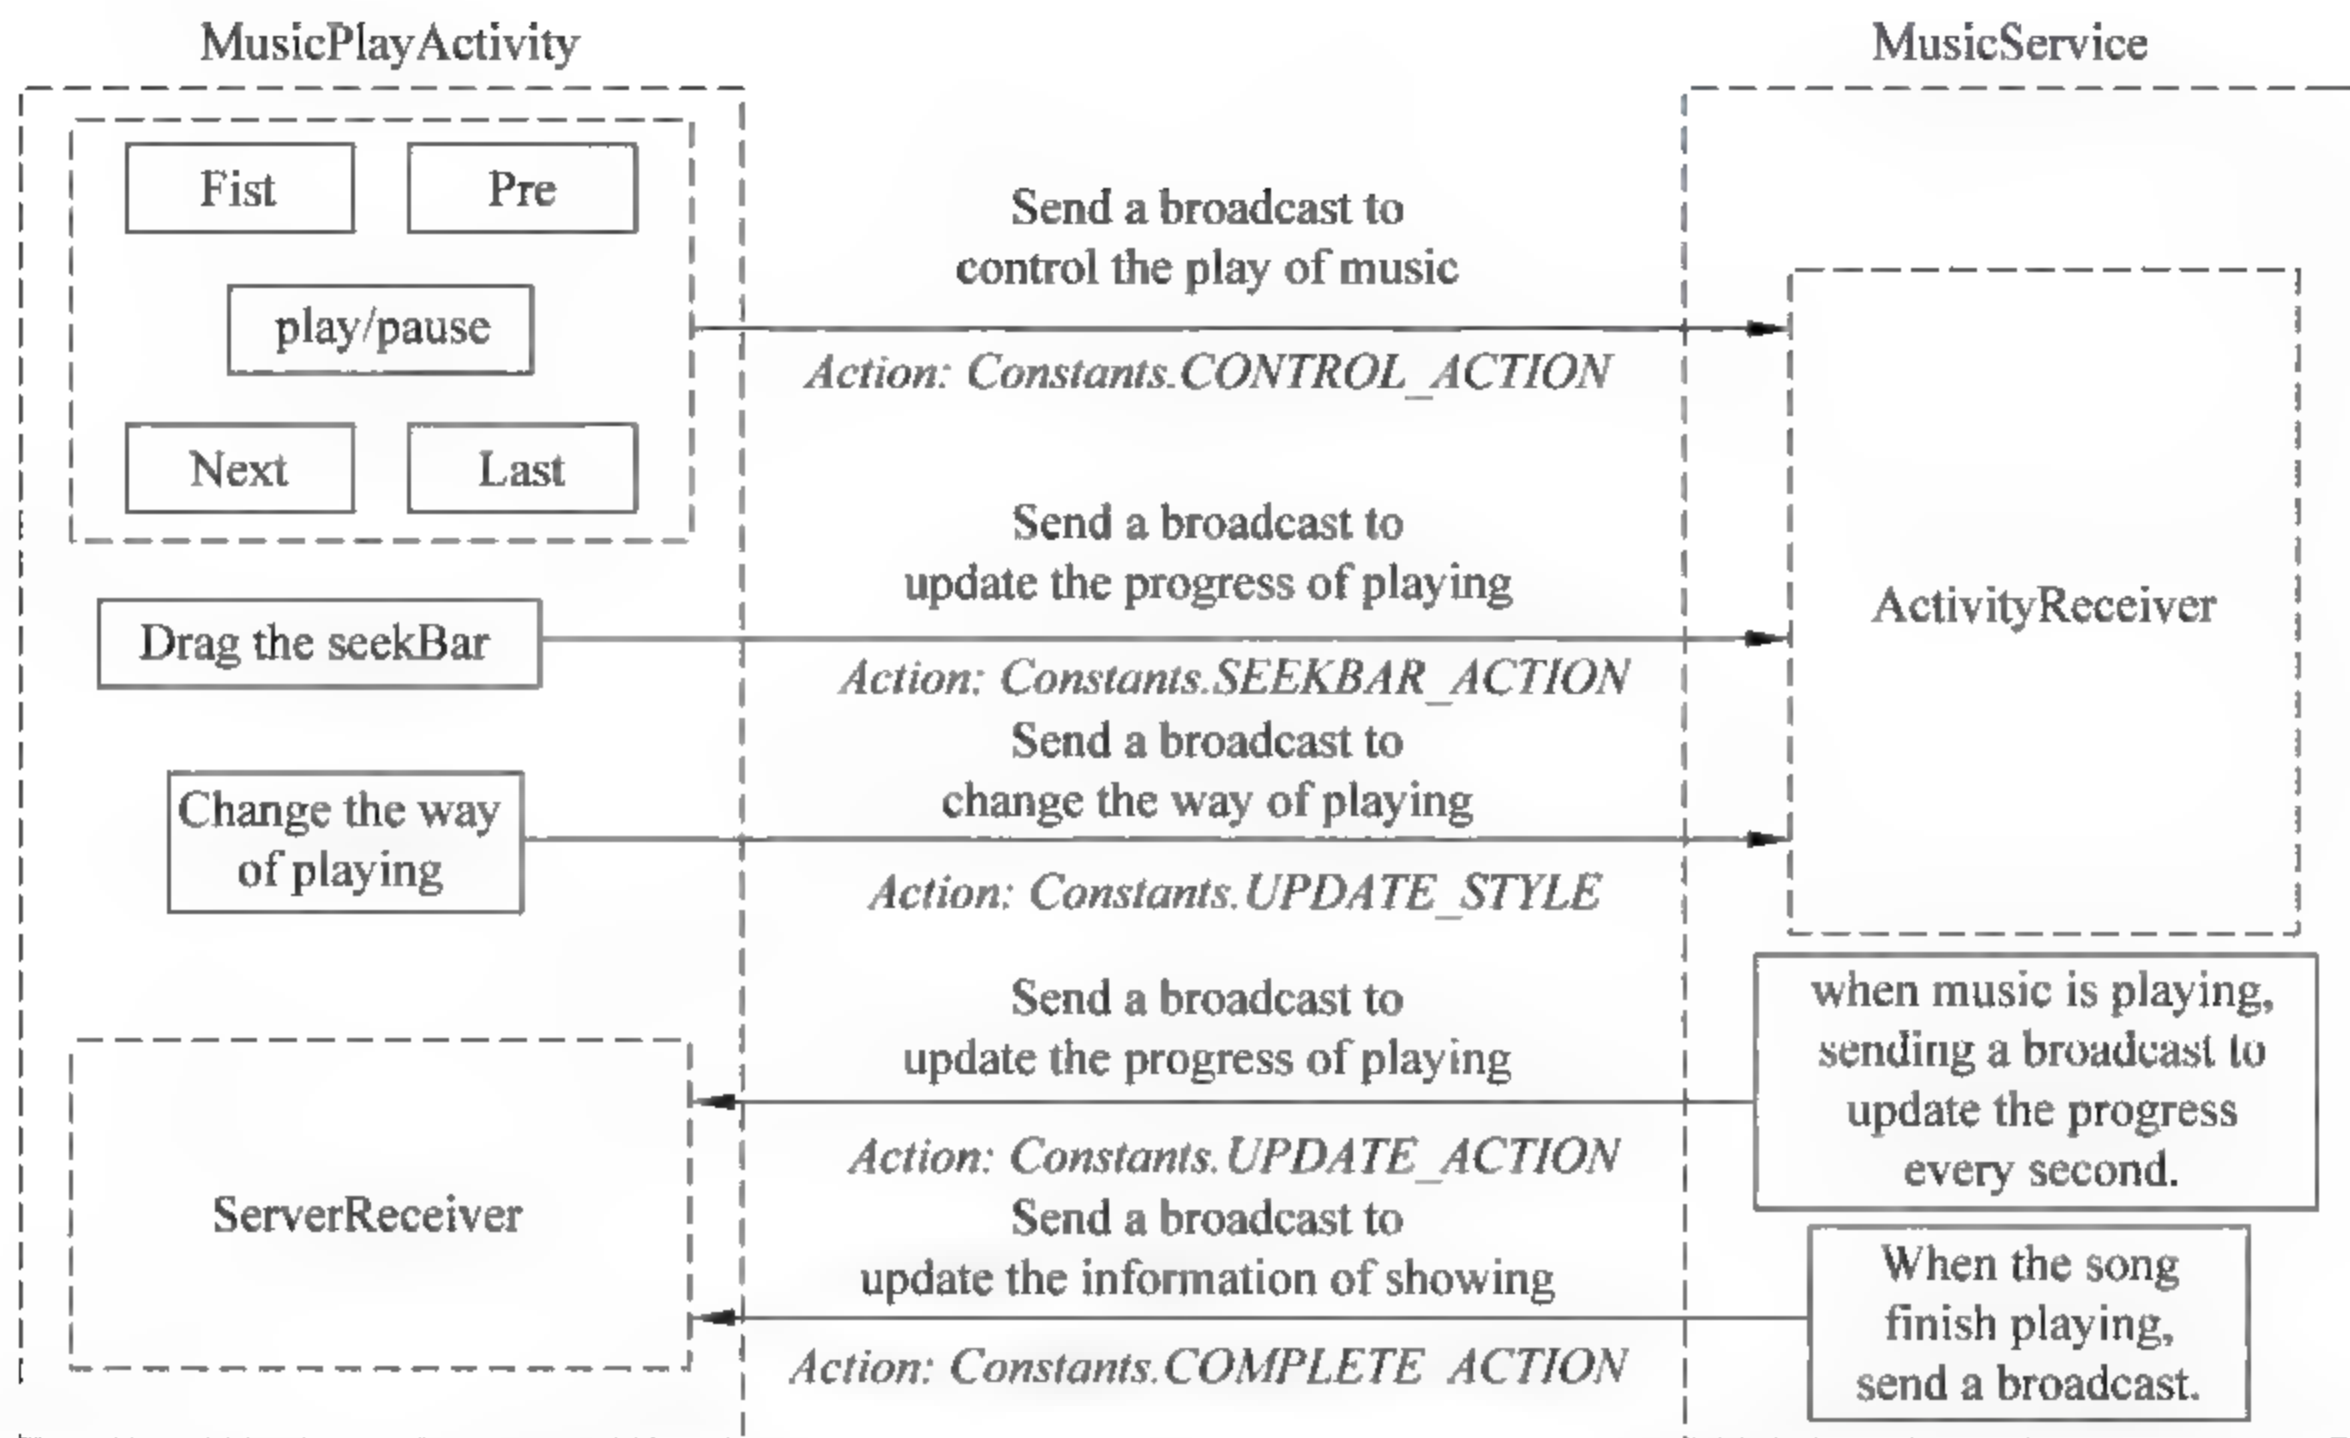 MusicPlayActivity
MusicService
Fist
Pre
play/pause
Next
Last
Send a broadcast to
control the play of music
Action: Constants.CONTROL_ACTION
Send a broadcast to
update the progress of playing
Drag the seekBar
Action: Constants.SEEKBAR_ACTION
ActivityReceiver
Send a broadcast to
change the way of playing
Change the way
of playing
Action: Constants.UPDATE_STYLE
Send a broadcast to
update the progress of playing
Action: Constants.UPDATE_ACTION
when music is playing,
sending a broadcast to
update the progress
every second.
ServerReceiver
Send a broadcast to
update the information of showing
Action: Constants.COMPLETE ACTION
When the song
finish playing,
send a broadcast.